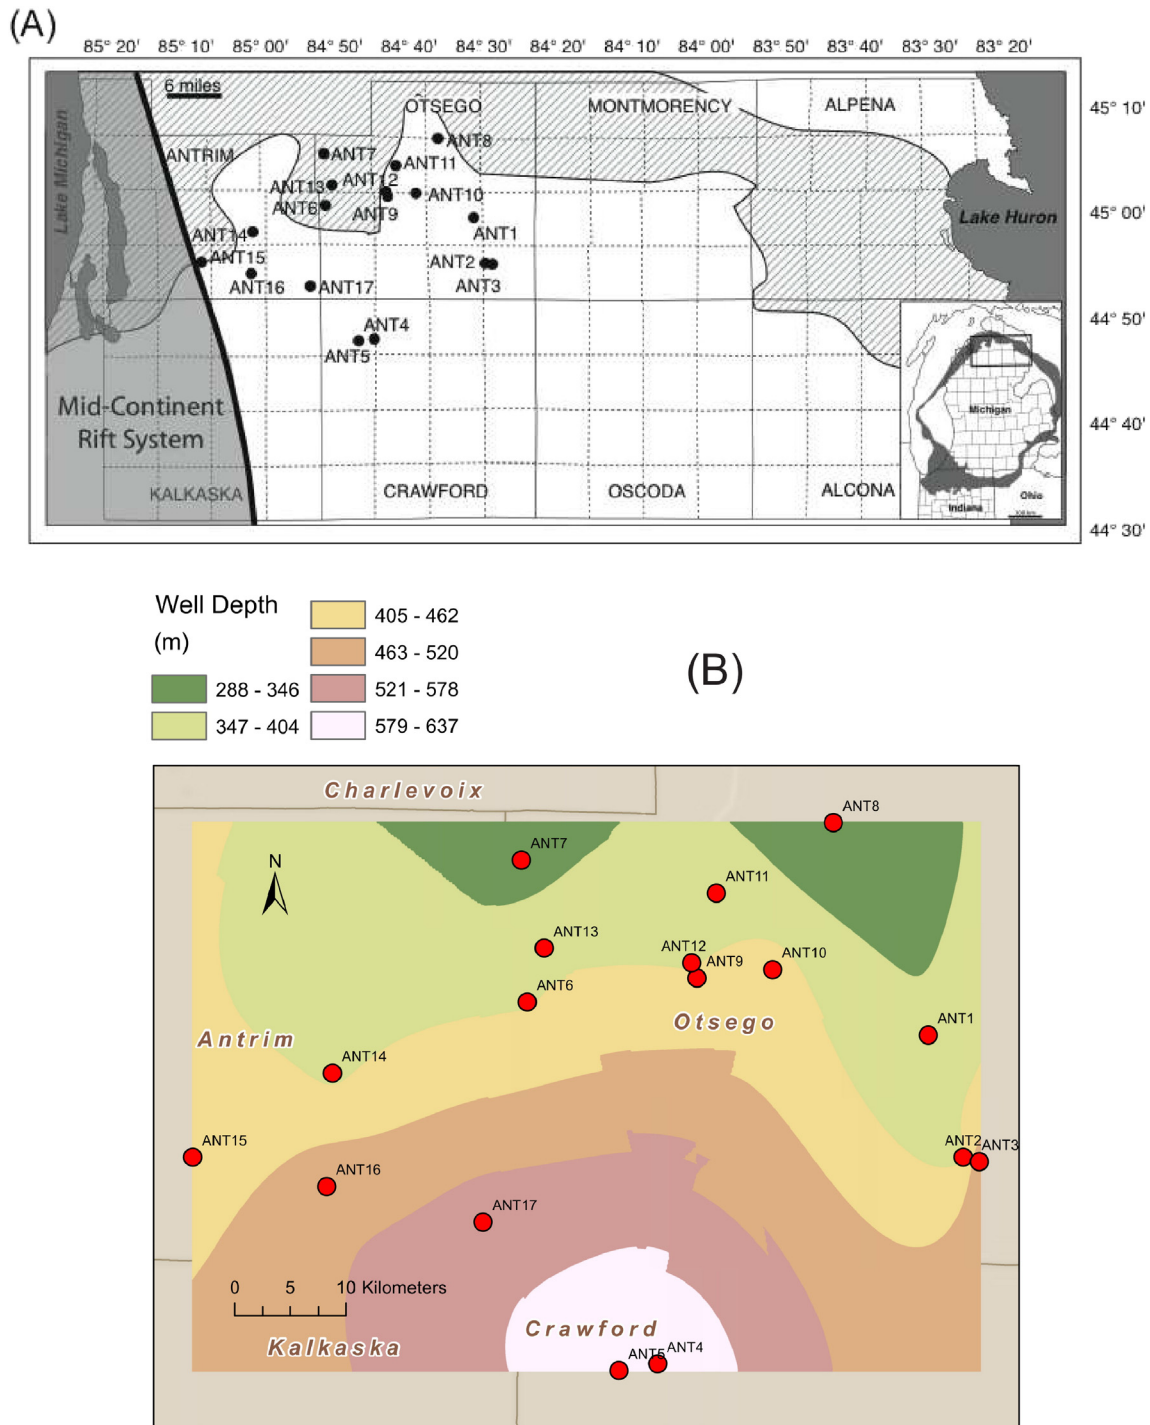 (A)
85° 20' 85° 10' 85° 00' 84° 50' 84° 40' 84° 30' 84° 20' 84° 10' 84° 00' 83° 50' 83° 30' 83° 20'
6 miles
OTSEGO MONTMORENCY ALPENA 45° 10'
Lake Michigan
ANTRIM ANT7 ANT8
ANT11
ANT13 ANT12
ANT6 ANT9 ANT10
45° 00'
Lake Huron
ANT14 ANT1
ANT15 ANT2
ANT16 ANT17 ANT3
44° 50'
ANT4
ANT5
Mid-Continent
Rift System
Michigan
44° 40'
KALKASKA CRAWFORD OSCODA ALCONA
Ohio
Indiana
44° 30'
Well Depth
(m)
288 - 346
347 - 404
405 - 462
463 - 520
521 - 578
579 - 637
(B)
Charlevoix
ANT8
ANT7
N
ANT11
ANT13
ANT12
ANT9
ANT10
ANT6
Antrim
Otsego
ANT1
ANT14
ANT15
ANT2
ANT3
ANT16
ANT17
0 5 10 Kilometers
Crawford
Kalkaska
ANT5
ANT4